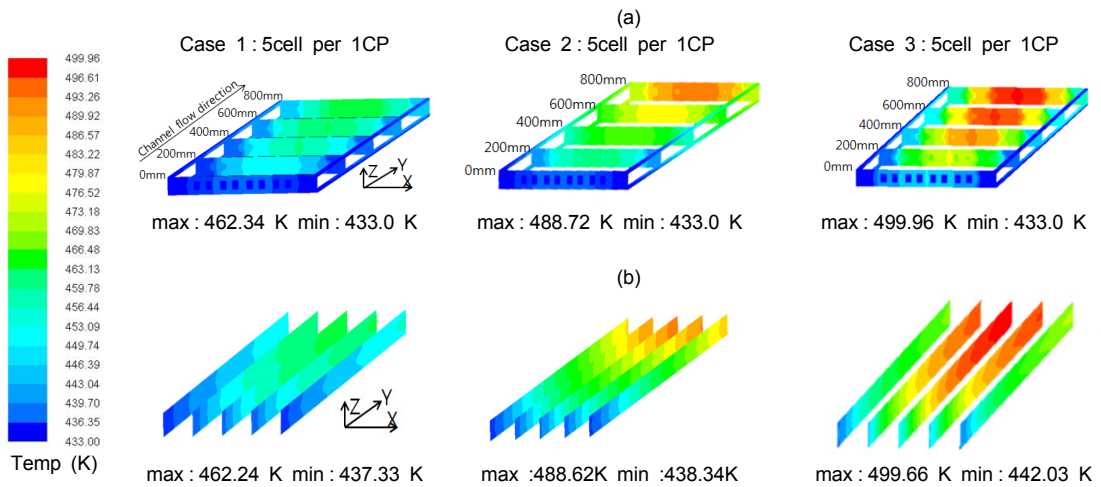 (a)
Case 1 : 5cell per 1CP
Case 2 : 5cell per 1CP
Case 3 : 5cell per 1CP
499.96
496.61
493.26
489.92
486.57
483.22
479.87
476.52
473.18
469.83
466.48
463.13
459.78
456.44
453.09
449.74
446.39
443.04
439.70
436.35
433.00
Temp (K)
Channel flow direction
800mm
600mm
400mm
200mm
0mm
Z
Y
X
800mm
600mm
400mm
200mm
0mm
800mm
600mm
400mm
200mm
0mm
max : 462.34 K min : 433.0 K
max : 488.72 K min : 433.0 K
max : 499.96 K min : 433.0 K
(b)
Z
Y
X
max : 462.24 K min : 437.33 K
max :488.62K min :438.34K
max : 499.66 K min : 442.03 K